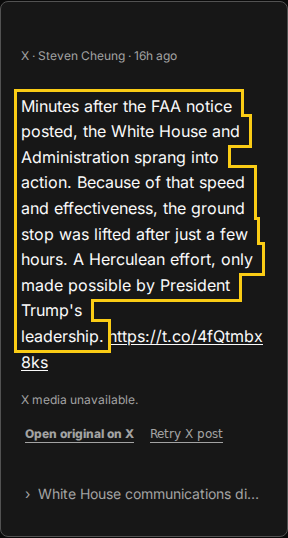 X · Steven Cheung · 16h ago
Minutes after the FAA notice
posted, the White House and
Administration sprang into
action. Because of that speed
and effectiveness, the ground
stop was lifted after just a few
hours. A Herculean effort, only
made possible by President
Trump's
leadership. https://t.co/4fQtmbx
8ks
X media unavailable.
Open original on X Retry X post
› White House communications di...